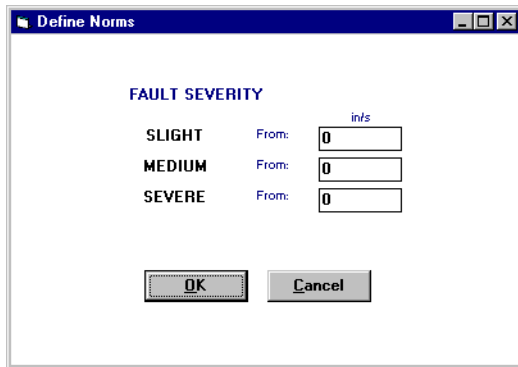 Define Norms
FAULT SEVERITY
in/s
SLIGHT From: 0
MEDIUM From: 0
SEVERE From: 0
OK Cancel